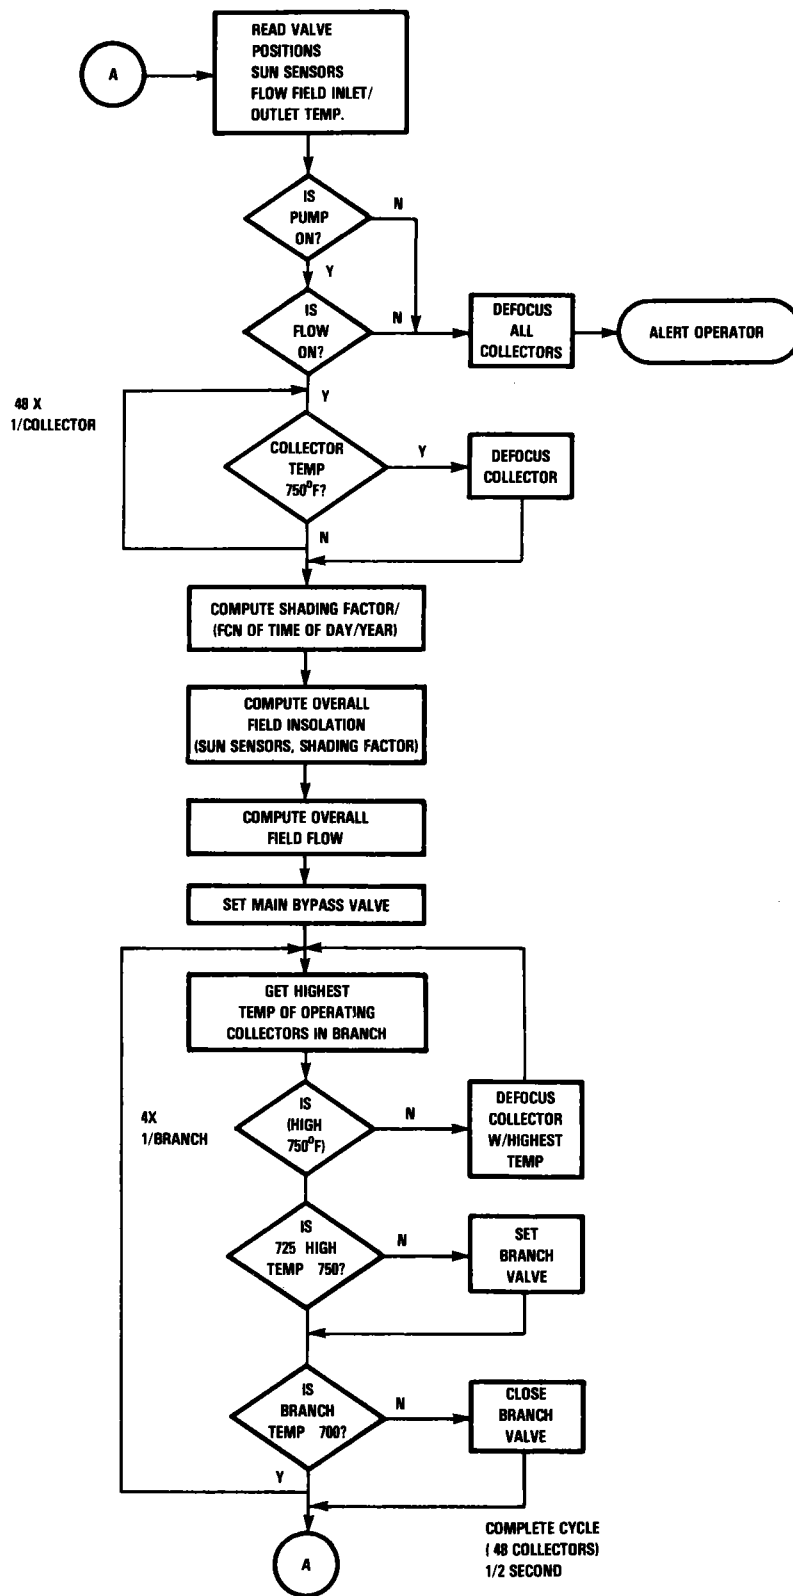 A
READ VALVE
POSITIONS
SUN SENSORS
FLOW FIELD INLET/
OUTLET TEMP.
IS
PUMP
ON?
N
Y
IS
FLOW
ON?
N
DEFOCUS
ALL
COLLECTORS
ALERT OPERATOR
Y
48 X
1/COLLECTOR
COLLECTOR
TEMP
750°F?
Y
DEFOCUS
COLLECTOR
N
COMPUTE SHADING FACTOR/
(FCN OF TIME OF DAY/YEAR)
COMPUTE OVERALL
FIELD INSOLATION
(SUN SENSORS, SHADING FACTOR)
COMPUTE OVERALL
FIELD FLOW
SET MAIN BYPASS VALVE
GET HIGHEST
TEMP OF OPERATING
COLLECTORS IN BRANCH
4X
1/BRANCH
IS
(HIGH
750°F)
N
DEFOCUS
COLLECTOR
W/HIGHEST
TEMP
IS
725 HIGH
TEMP 750?
N
SET
BRANCH
VALVE
IS
BRANCH
TEMP 700?
N
CLOSE
BRANCH
VALVE
Y
A
COMPLETE CYCLE
( 48 COLLECTORS)
1/2 SECOND